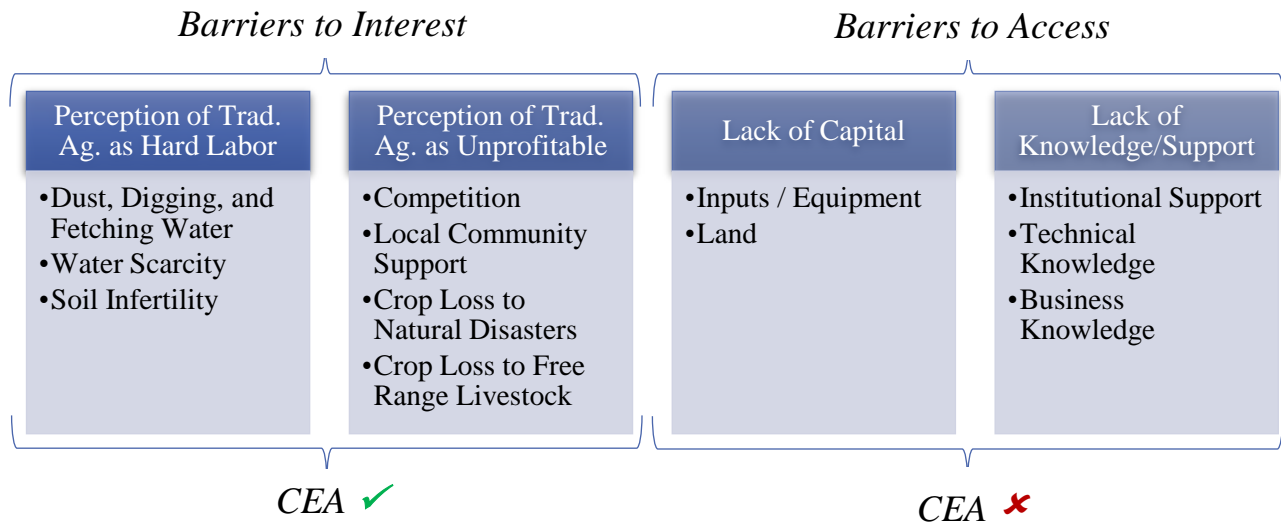 Barriers to Interest
Barriers to Access
Perception of Trad.
Ag. as Hard Labor
•Dust, Digging, and
Fetching Water
•Water Scarcity
•Soil Infertility
Perception of Trad.
Ag. as Unprofitable
•Competition
•Local Community
Support
•Crop Loss to
Natural Disasters
•Crop Loss to Free
Range Livestock
Lack of Capital
•Inputs / Equipment
•Land
Lack of
Knowledge/Support
•Institutional Support
•Technical
Knowledge
•Business
Knowledge
CEA ✓
CEA ✘